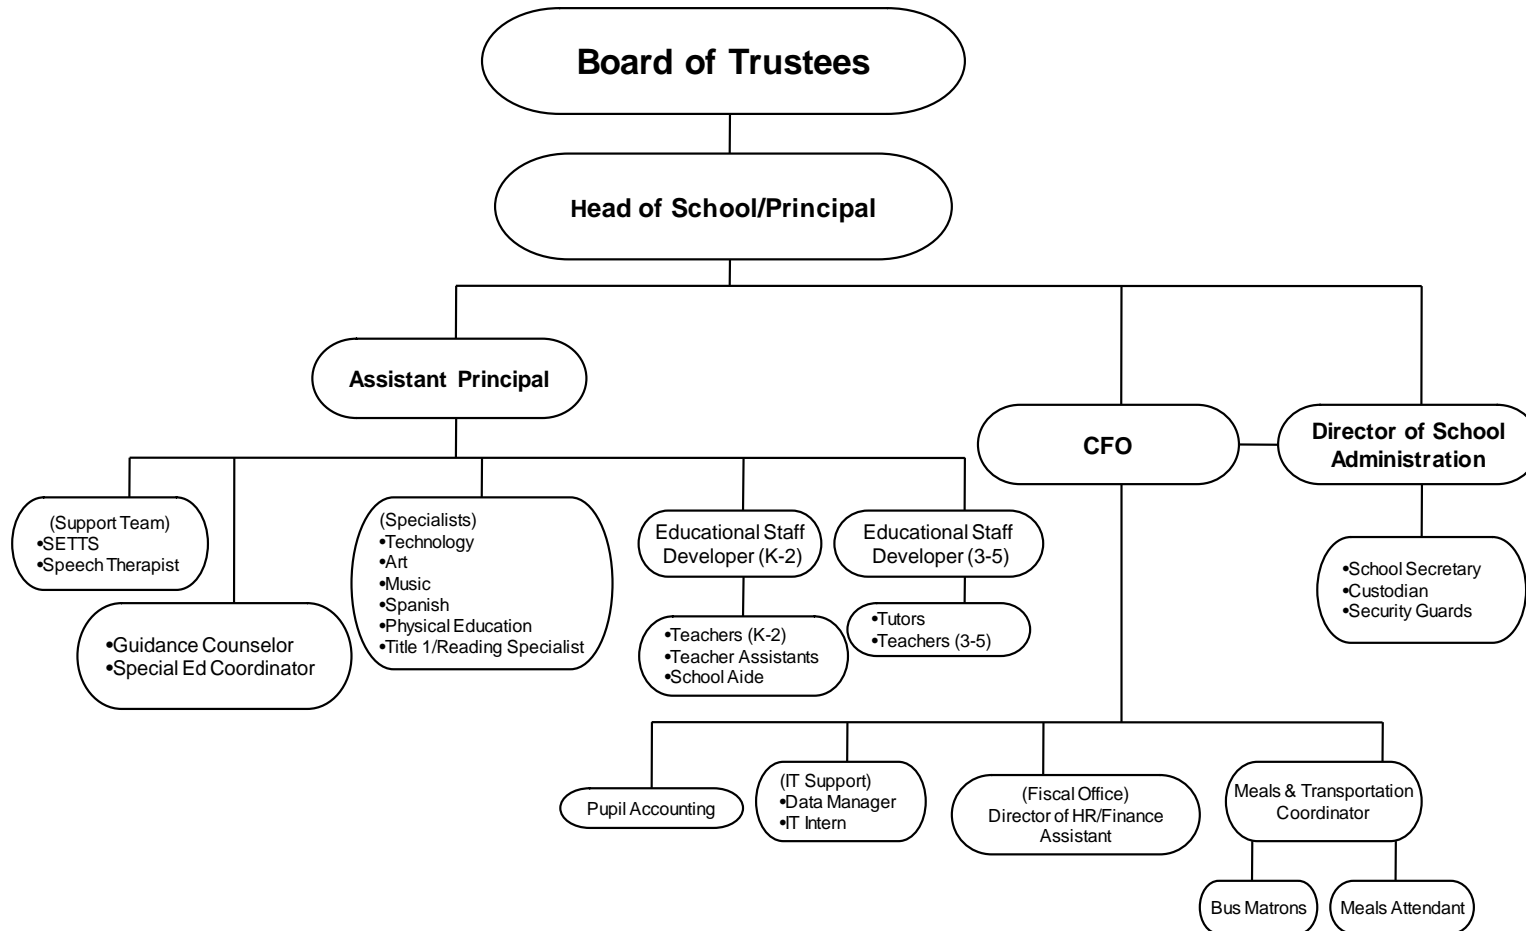 Board of Trustees
Head of School/Principal
Assistant Principal
CFO
Director of School
Administration
(Support Team)
•SETTS
•Speech Therapist
•Guidance Counselor
•Special Ed Coordinator
(Specialists)
•Technology
•Art
•Music
•Spanish
•Physical Education
•Title 1/Reading Specialist
Educational Staff
Developer (K-2)
•Teachers (K-2)
•Teacher Assistants
•School Aide
Educational Staff
Developer (3-5)
•Tutors
•Teachers (3-5)
•School Secretary
•Custodian
•Security Guards
Pupil Accounting
(IT Support)
•Data Manager
•IT Intern
(Fiscal Office)
Director of HR/Finance
Assistant
Meals & Transportation
Coordinator
Bus Matrons
Meals Attendant